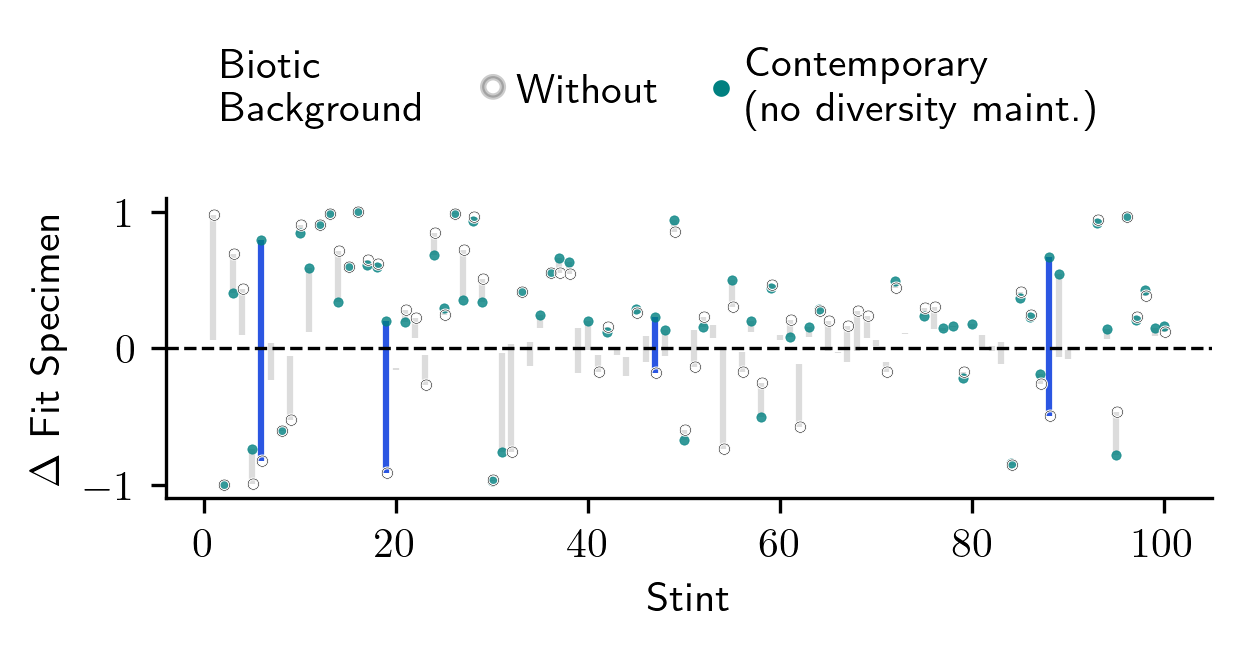 Biotic
Background
Without
Contemporary
(no diversity maint.)
Δ Fit Specimen
1
0
−1
0
20
40
60
80
100
Stint